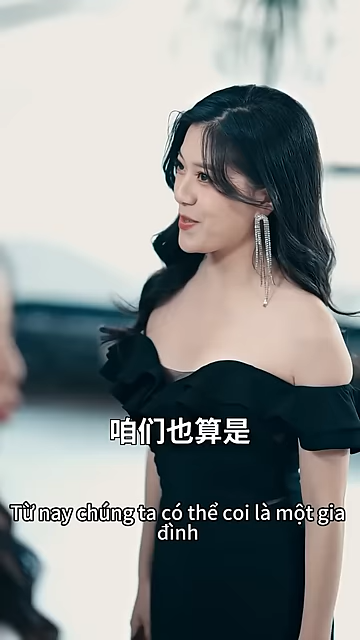 咱们也算是
Từ nay chúng ta có thể coi là một gia
đình